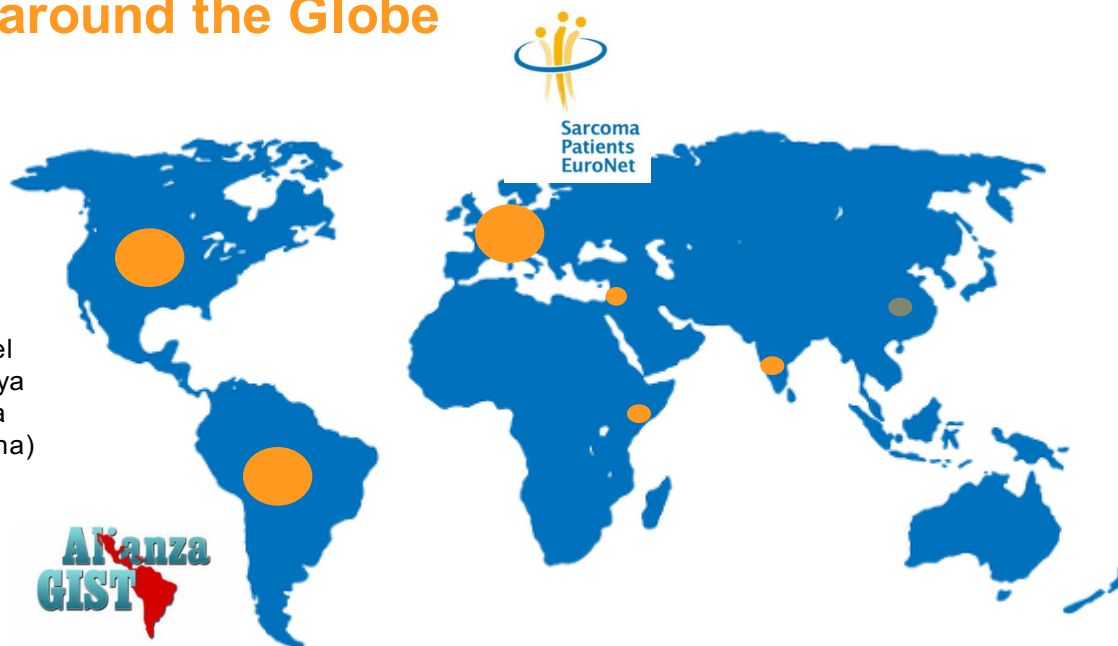 around the Globe
Sarcoma
Patients
EuroNet
el
ya
a
na)
Alianza
GIST